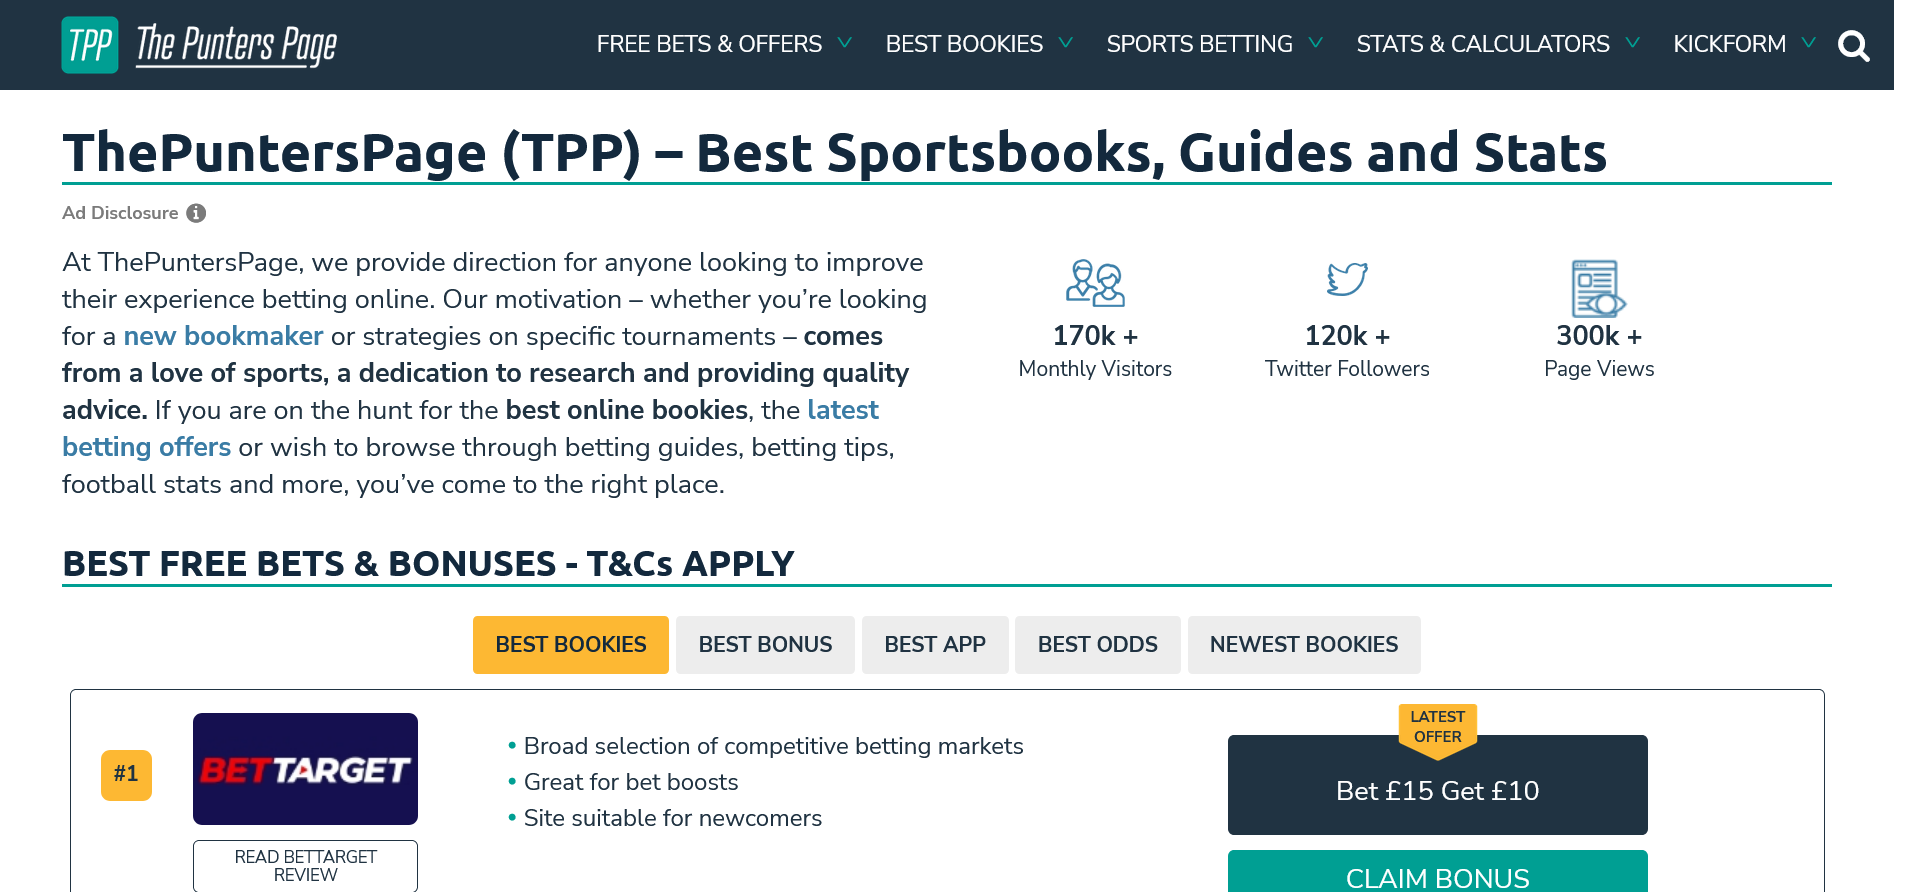 TPP The Punters Page
FREE BETS & OFFERS BEST BOOKIES SPORTS BETTING STATS & CALCULATORS KICKFORM
ThePuntersPage (TPP) – Best Sportsbooks, Guides and Stats
Ad Disclosure
At ThePuntersPage, we provide direction for anyone looking to improve
their experience betting online. Our motivation – whether you’re looking
for a new bookmaker or strategies on specific tournaments – comes
from a love of sports, a dedication to research and providing quality
advice. If you are on the hunt for the best online bookies, the latest
betting offers or wish to browse through betting guides, betting tips,
football stats and more, you’ve come to the right place.
170k +
Monthly Visitors
120k +
Twitter Followers
300k +
Page Views
BEST FREE BETS & BONUSES - T&Cs APPLY
BEST BOOKIES BEST BONUS BEST APP BEST ODDS NEWEST BOOKIES
#1
BETTARGET
READ BETTARGET
REVIEW
• Broad selection of competitive betting markets
• Great for bet boosts
• Site suitable for newcomers
LATEST
OFFER
Bet £15 Get £10
CLAIM BONUS